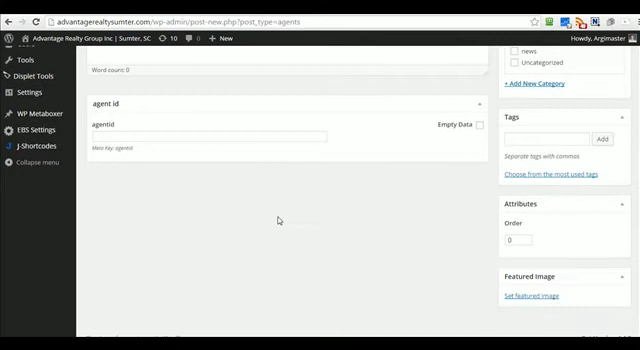 advantagerealtysumter.com/wp-admin/post-new.php?post_type=agents
Advantage Realty Group Inc | Sumter, SC
10
0
+ New
Howdy, Argimaster
Tools
Displet Tools
Settings
WP Metaboxer
EBS Settings
J-Shortcodes
Collapse menu
Word count: 0
agent id
agentid
Empty Data
Meta Key: agentid
news
Uncategorized
+ Add New Category
Tags
Add
Separate tags with commas
Choose from the most used tags
Attributes
Order
0
Featured Image
Set featured image